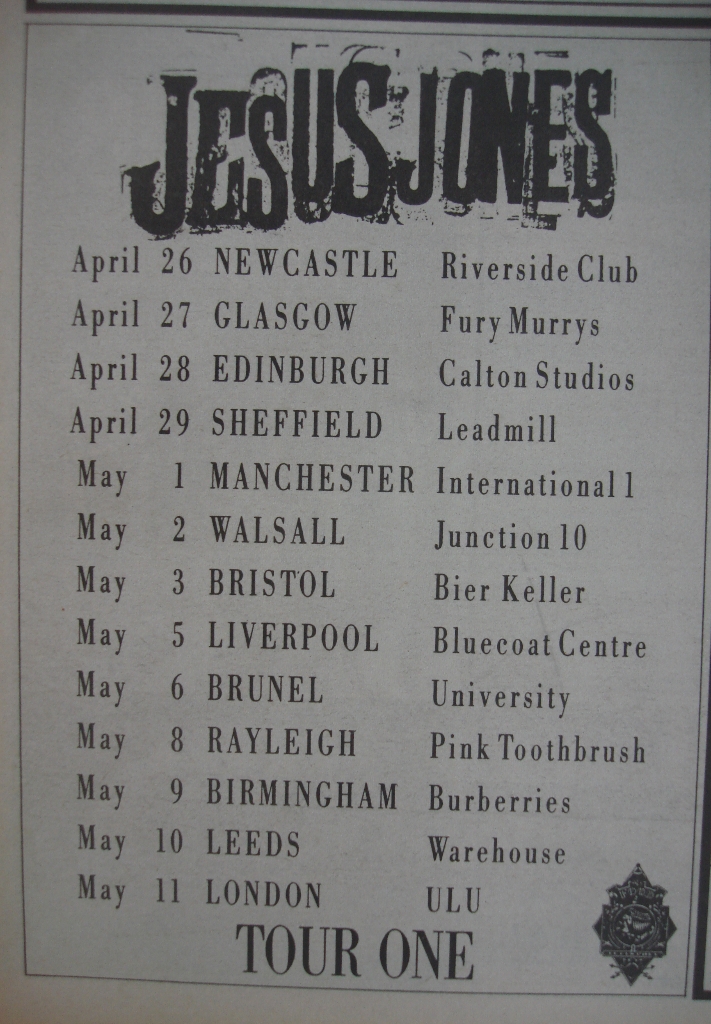 JESUS JONES
April 26 NEWCASTLE Riverside Club
April 27 GLASGOW Fury Murrys
April 28 EDINBURGH Calton Studios
April 29 SHEFFIELD Leadmill
May 1 MANCHESTER International 1
May 2 WALSALL Junction 10
May 3 BRISTOL Bier Keller
May 5 LIVERPOOL Bluecoat Centre
May 6 BRUNEL University
May 8 RAYLEIGH Pink Toothbrush
May 9 BIRMINGHAM Burberries
May 10 LEEDS Warehouse
May 11 LONDON ULU
TOUR ONE